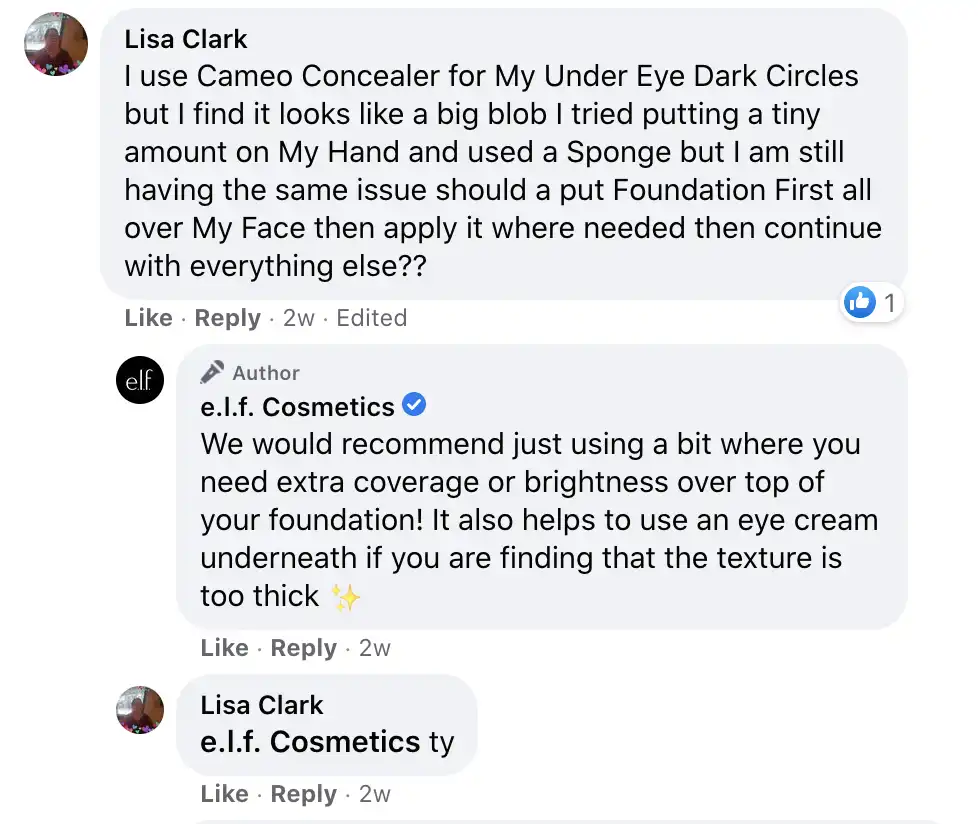 Lisa Clark
I use Cameo Concealer for My Under Eye Dark Circles
but I find it looks like a big blob I tried putting a tiny
amount on My Hand and used a Sponge but I am still
having the same issue should a put Foundation First all
over My Face then apply it where needed then continue
with everything else??
1
Like · Reply · 2w · Edited
elf
Author
e.l.f. Cosmetics
We would recommend just using a bit where you
need extra coverage or brightness over top of
your foundation! It also helps to use an eye cream
underneath if you are finding that the texture is
too thick ✨
Like · Reply · 2w
Lisa Clark
e.l.f. Cosmetics ty
Like · Reply · 2w